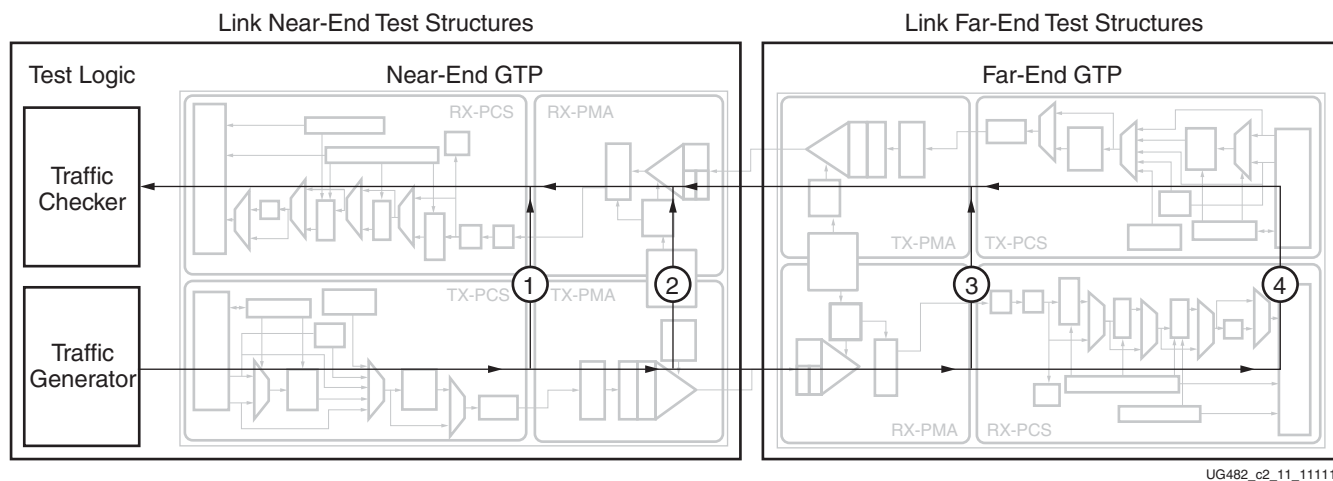 Link Near-End Test Structures
Link Far-End Test Structures
Test Logic
Near-End GTP
Far-End GTP
Traffic
Checker
Traffic
Generator
RX-PCS
RX-PMA
TX-PCS
TX-PMA
1
2
TX-PMA
TX-PCS
RX-PMA
RX-PCS
3
4
UG482_c2_11_11111